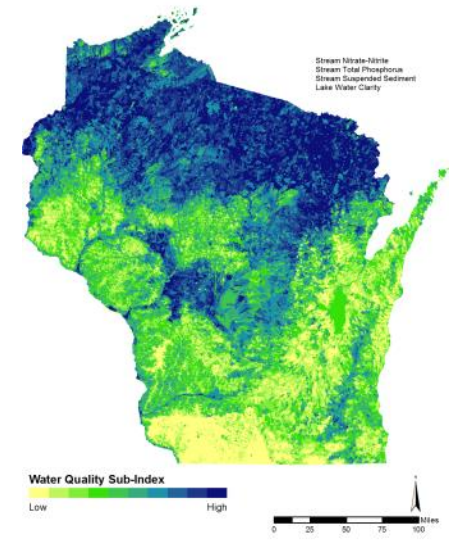 Stream Nitrate-Nitrite
Stream Total Phosphorus
Stream Suspended Sediment
Lake Water Clarity
Water Quality Sub-Index
Low High
Miles
0 25 50 75 100